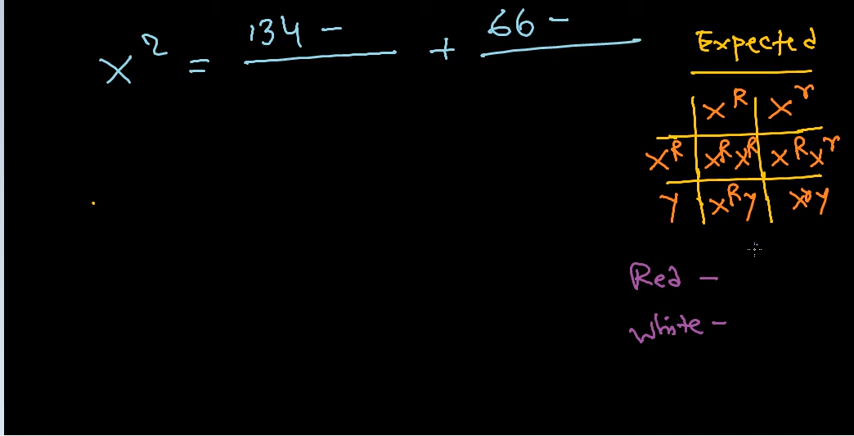 x² = 134 - + 66 -
Expected
X^R X^r
X^R X^R X^R X^R X^r
Y X^R Y X^r Y
Red -
White -